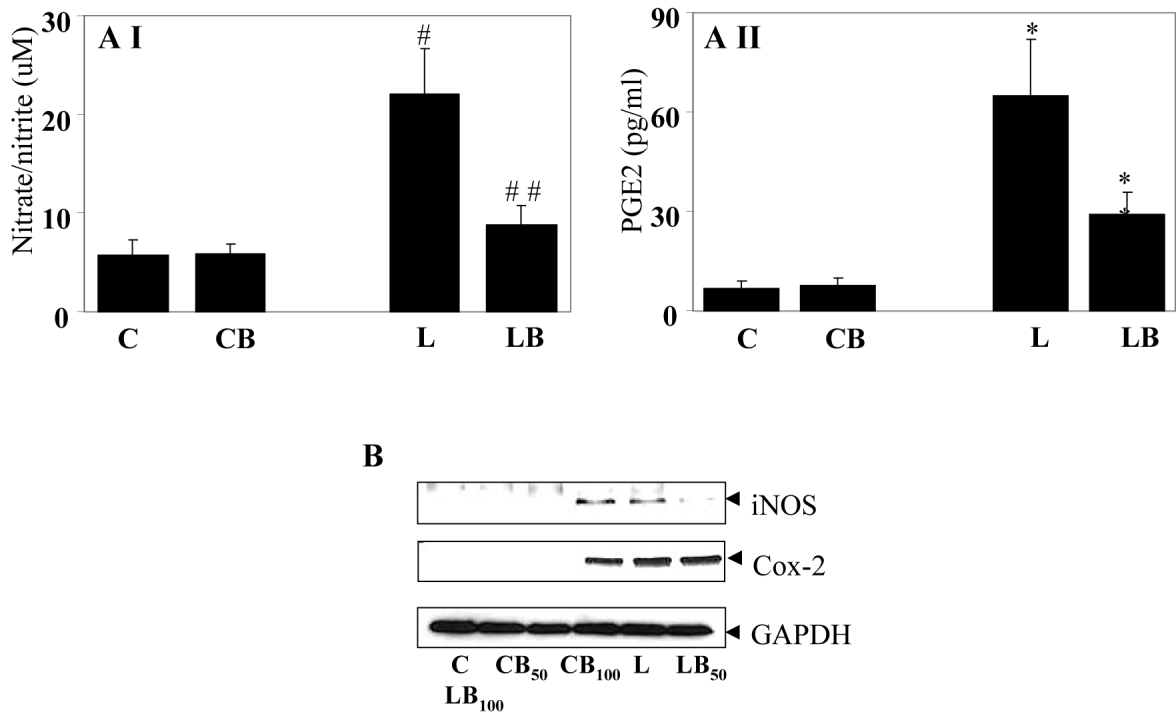 A I
Nitrate/nitrite (uM)
30
20
10
0
#
# #
C CB L LB
A II
PGE2 (pg/ml)
90
60
30
0
*
*
*
C CB L LB
B
iNOS
Cox-2
GAPDH
C CB50 CB100 L LB50
LB100